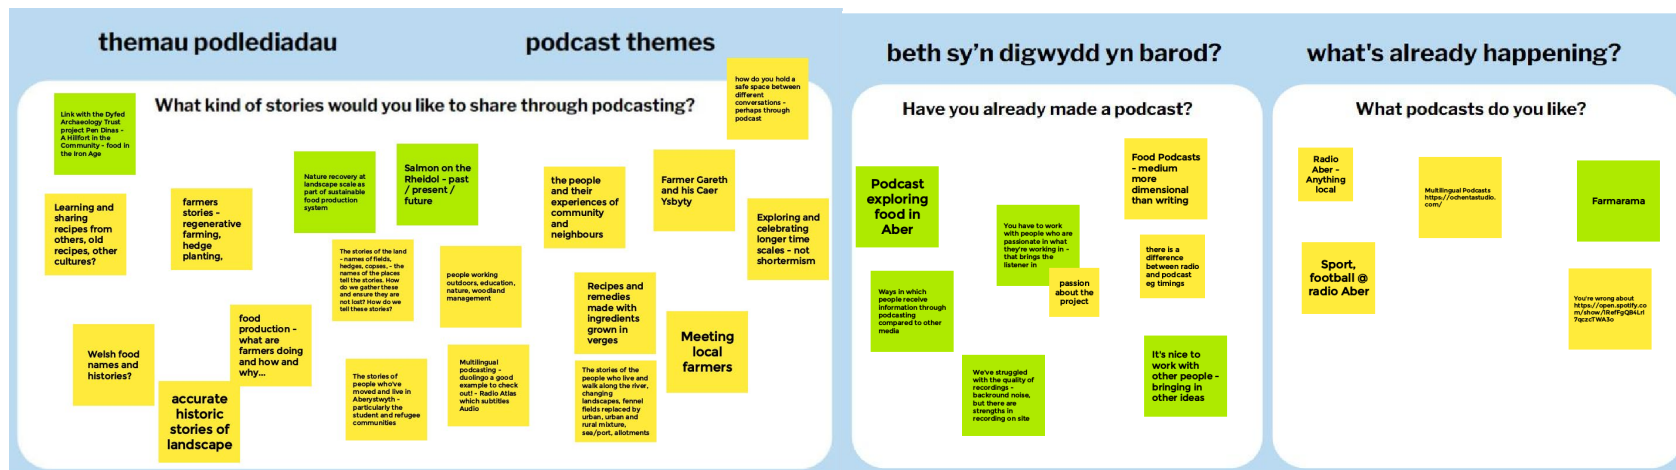 themau podlediadau
podcast themes
What kind of stories would you like to share through podcasting?
how do you hold a
safe space between
different
conversations -
perhaps through
podcast
Link with the Dyfed
Archaeology Trust
project Pen Dinas -
A Hillfort in the
Community - food in
the Iron Age
Nature recovery at
landscape scale as
part of sustainable
food production
system
Salmon on the
Rheidol - past
/ present /
future
the people
and their
experiences of
community
and
neighbours
Farmer Gareth
and his Caer
Ysbyty
Exploring and
celebrating
longer time
scales - not
shortermism
Learning and
sharing
recipes from
others, old
recipes, other
cultures?
farmers
stories -
regenerative
farming,
hedge
planting,
The stories of the land
- names of fields,
hedges, copses, - the
names of the places
tell the stories. How
do we gather these
and ensure they are
not lost? How do we
tell these stories?
people working
outdoors, education,
nature, woodland
management
Recipes and
remedies
made with
ingredients
grown in
verges
Meeting
local
farmers
Welsh food
names and
histories?
food
production -
what are
farmers doing
and how and
why...
accurate
historic
stories of
landscape
The stories of
people who've
moved and live in
Aberystwyth -
particularly the
student and refugee
communities
Multilingual
podcasting -
duolingo a good
example to check
out! - Radio Atlas
which subtitles
Audio
The stories of the
people who live and
walk along the river,
changing
landscapes, fennel
fields replaced by
urban, urban and
rural mixture,
sea/port, allotments
beth sy'n digwydd yn barod?
what's already happening?
Have you already made a podcast?
Podcast
exploring
food in
Aber
You have to work
with people who are
passionate in what
they're working in -
that brings the
listener in
Food Podcasts
- medium
more
dimensional
than writing
passion
about the
project
there is a
difference
between radio
and podcast
eg timings
Ways in which
people receive
information through
podcasting
compared to other
media
We've struggled
with the quality of
recordings -
backround noise,
but there are
strengths in
recording on site
It's nice to
work with
other people -
bringing in
other ideas
What podcasts do you like?
Radio
Aber -
Anything
local
Multilingual Podcasts
https://ochentastudio.
com/
Farmarama
Sport,
football @
radio Aber
You're wrong about
https://open.spotify.co